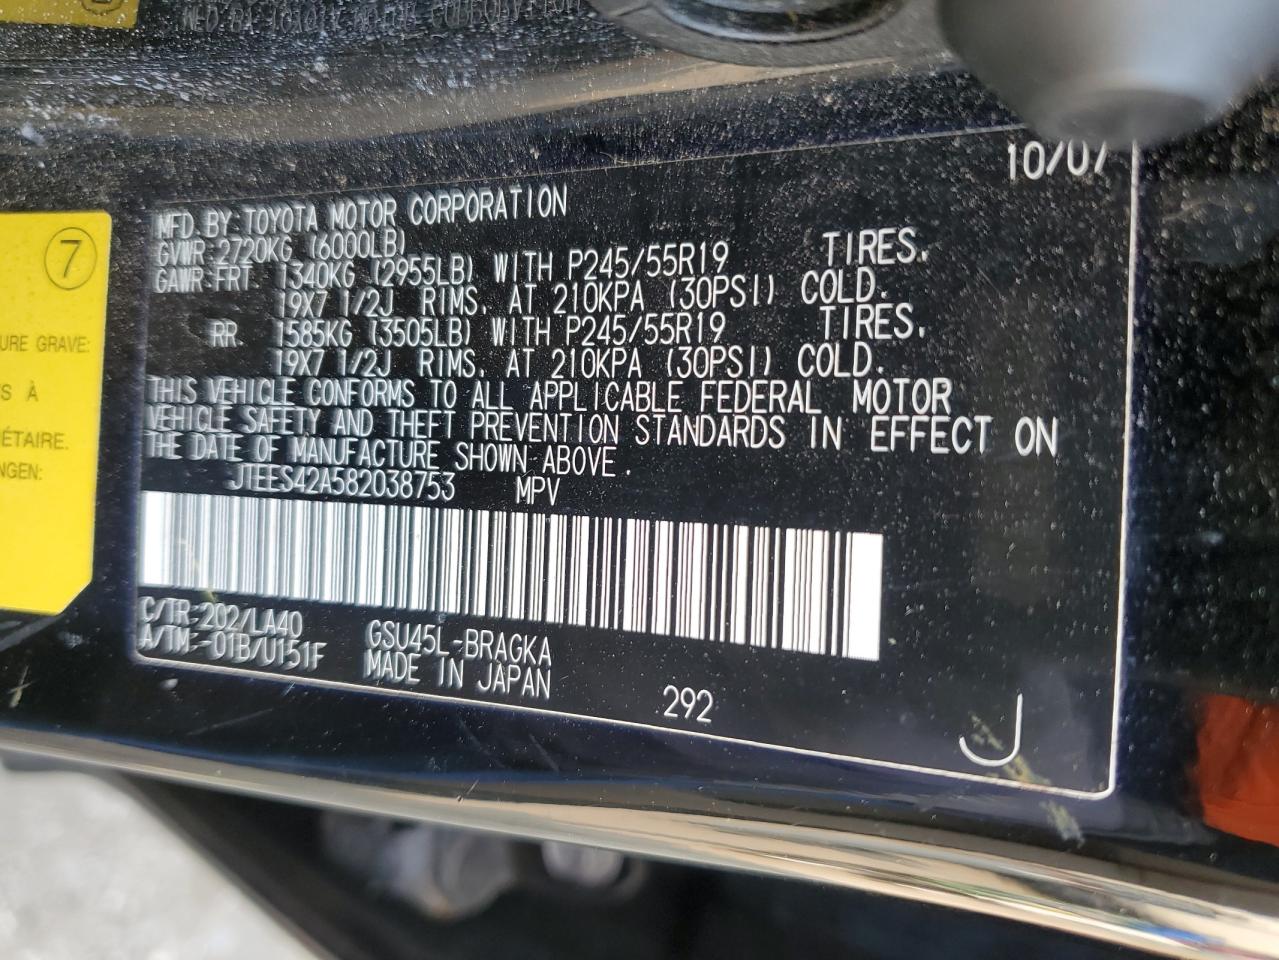 10/07
MFD. BY TOYOTA MOTOR CORPORATION
GVWR 2720KG (6000LB)
GAWR FRT. 1340KG (2955LB) WITH P245/55R19 TIRES.
19X7 1/2J RIMS. AT 210KPA (30PSI) COLD.
RR. 1585KG (3505LB) WITH P245/55R19 TIRES.
19X7 1/2J RIMS. AT 210KPA (30PSI) COLD.
THIS VEHICLE CONFORMS TO ALL APPLICABLE FEDERAL MOTOR
VEHICLE SAFETY AND THEFT PREVENTION STANDARDS IN EFFECT ON
THE DATE OF MANUFACTURE SHOWN ABOVE.
JTEES42A582038753 MPV
C/TR 202/LA40 GSU45L-BRAGKA
A/TM -01B/U151F MADE IN JAPAN
292
J
7
URE GRAVE:
S À
ÉTAIRE.
NGEN: